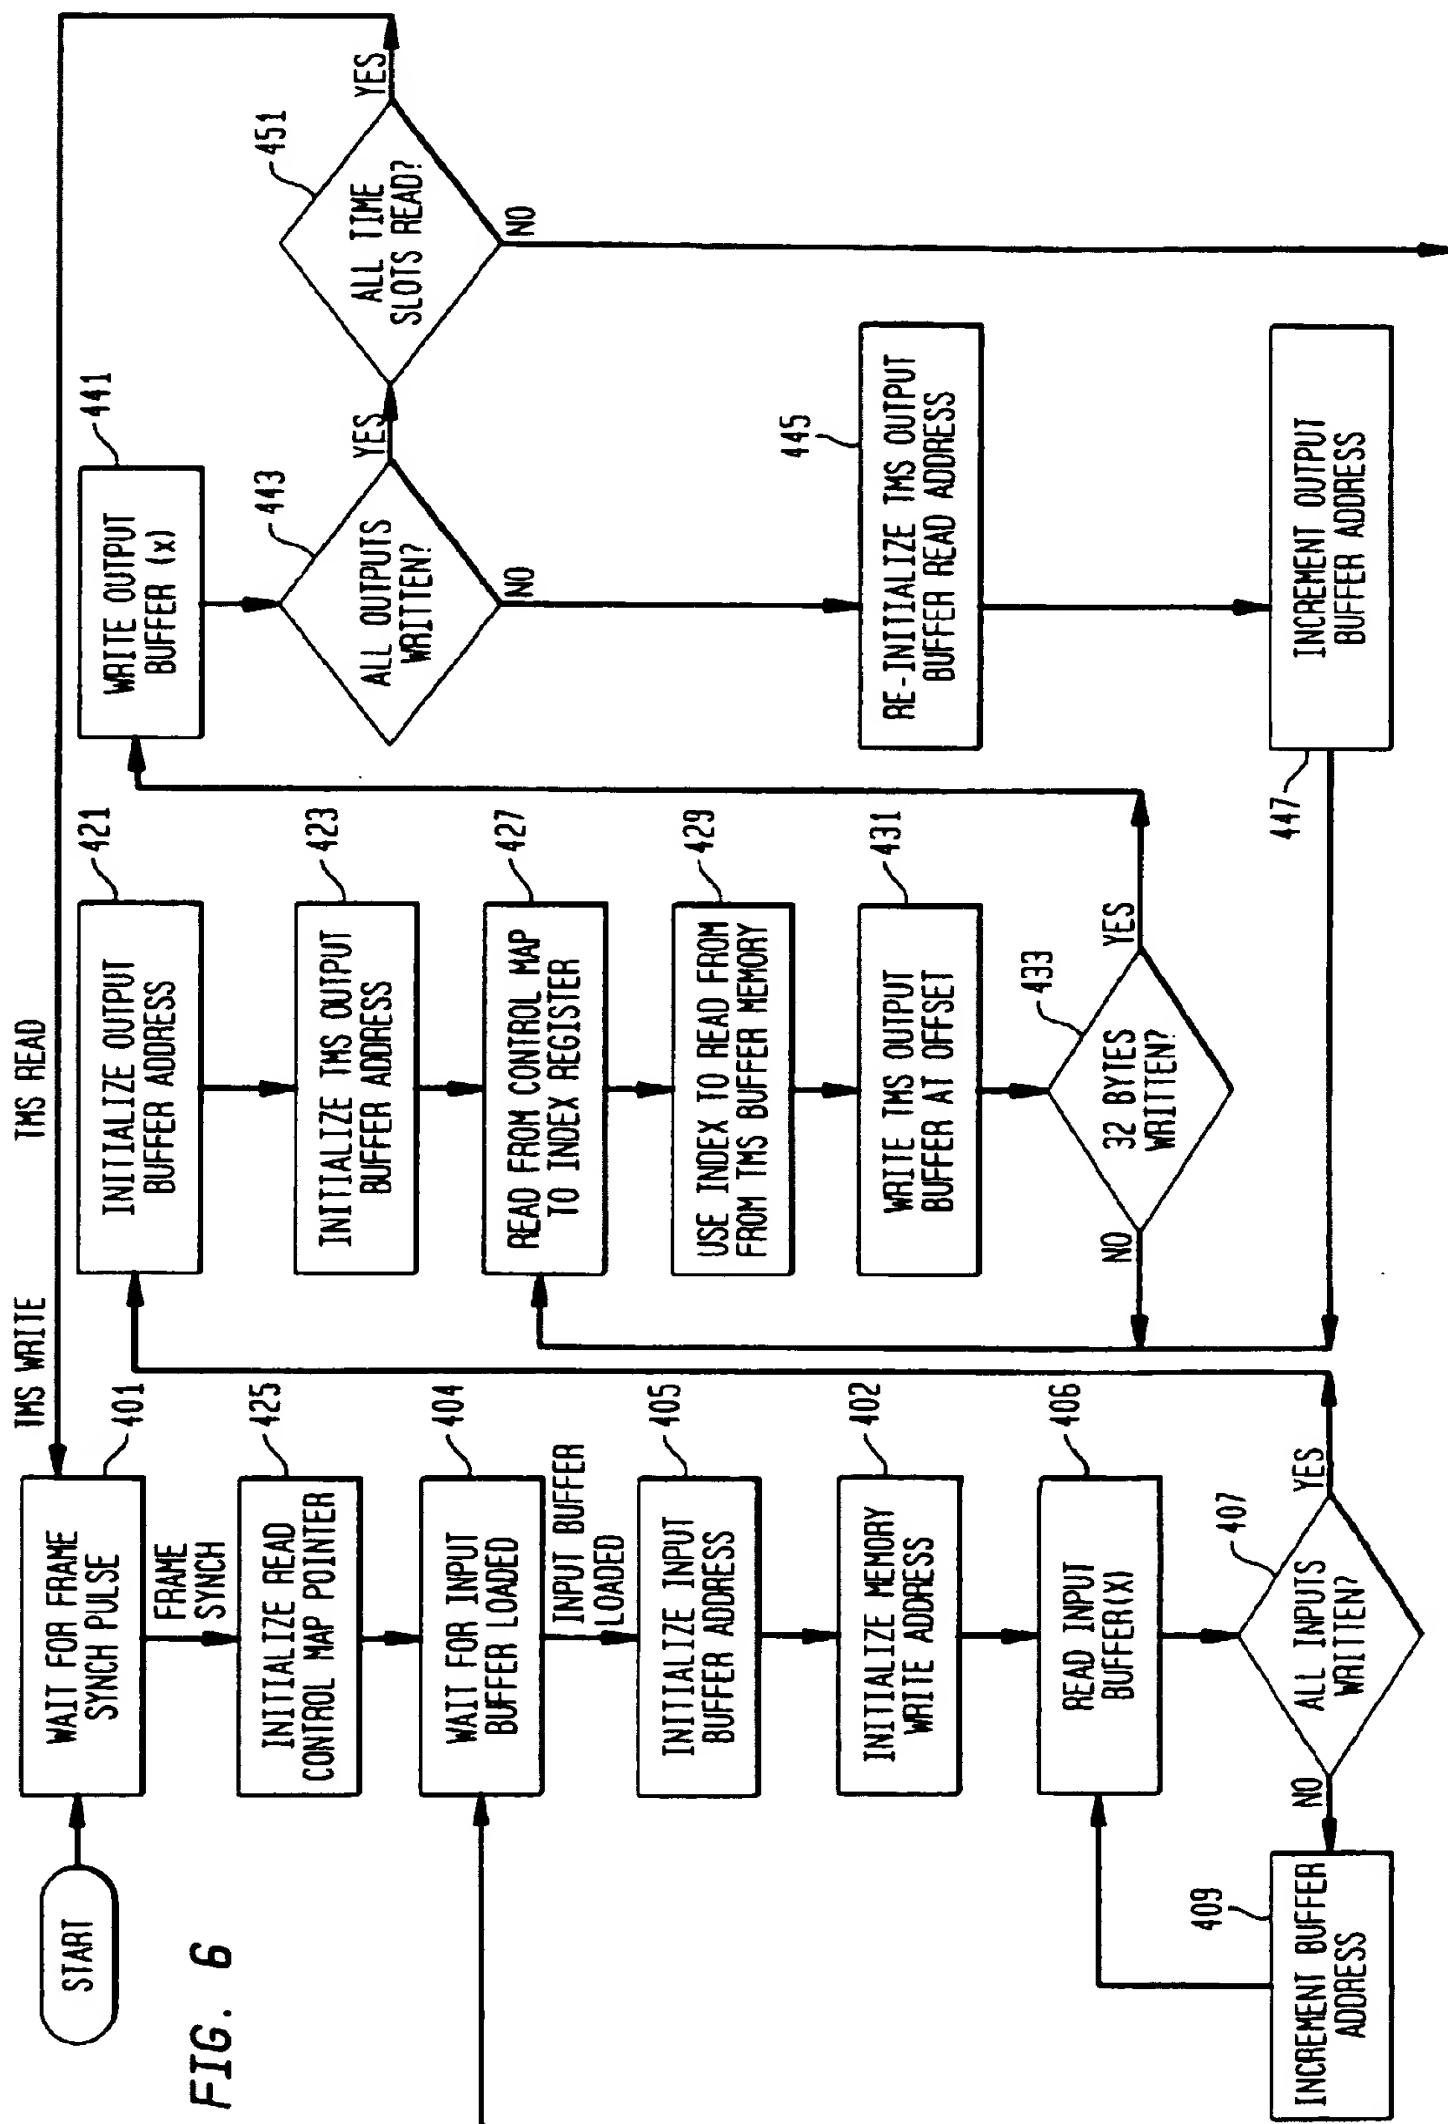 FIG. 6
START
TMS WRITE
TMS READ
WAIT FOR FRAME
SYNCH PULSE
401
FRAME
SYNCH
INITIALIZE READ
CONTROL MAP POINTER
425
WAIT FOR INPUT
BUFFER LOADED
404
INPUT BUFFER
LOADED
INITIALIZE INPUT
BUFFER ADDRESS
405
INITIALIZE MEMORY
WRITE ADDRESS
402
READ INPUT
BUFFER(X)
406
ALL INPUTS
WRITTEN?
407
YES
NO
INCREMENT BUFFER
ADDRESS
409
INITIALIZE OUTPUT
BUFFER ADDRESS
421
INITIALIZE TMS OUTPUT
BUFFER ADDRESS
423
READ FROM CONTROL MAP
TO INDEX REGISTER
427
USE INDEX TO READ FROM
FROM TMS BUFFER MEMORY
429
WRITE TMS OUTPUT
BUFFER AT OFFSET
431
32 BYTES
WRITTEN?
433
NO
YES
WRITE OUTPUT
BUFFER (x)
441
ALL OUTPUTS
WRITTEN?
443
YES
NO
ALL TIME
SLOTS READ?
451
YES
NO
RE-INITIALIZE TMS OUTPUT
BUFFER READ ADDRESS
445
INCREMENT OUTPUT
BUFFER ADDRESS
447